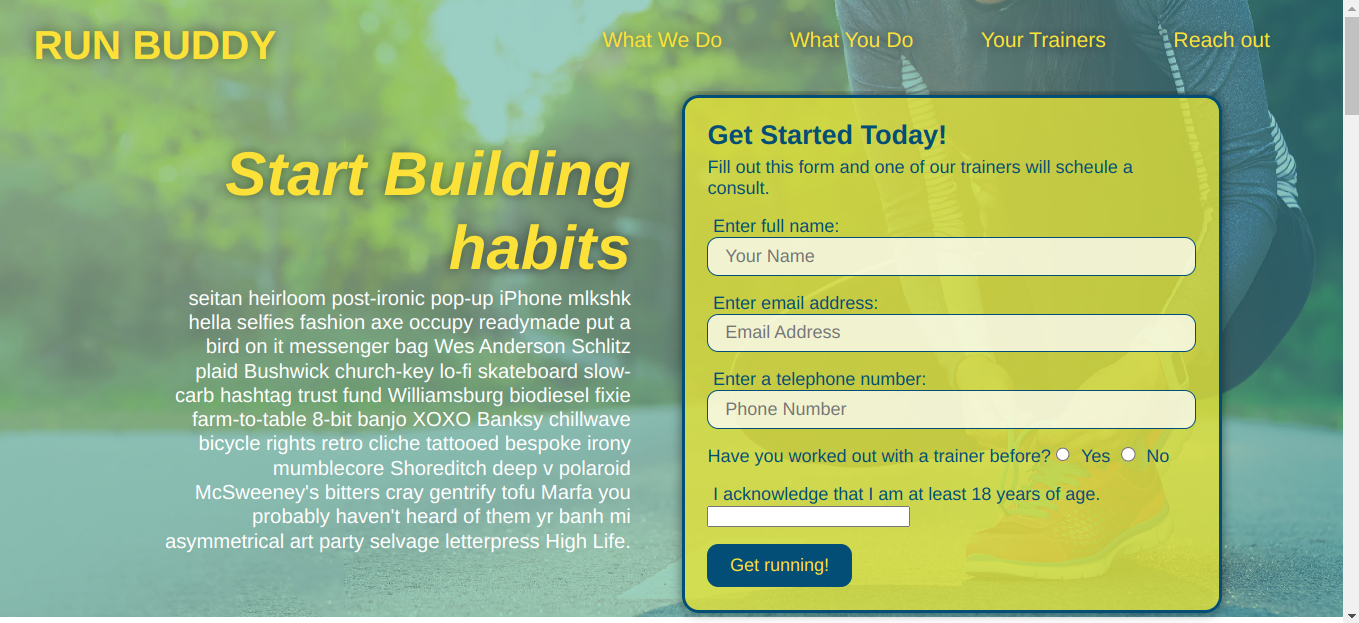 RUN BUDDY
What We Do
What You Do
Your Trainers
Reach out
Start Building
habits
seitan heirloom post-ironic pop-up iPhone mlkshk
hella selfies fashion axe occupy readymade put a
bird on it messenger bag Wes Anderson Schlitz
plaid Bushwick church-key lo-fi skateboard slow-
carb hashtag trust fund Williamsburg biodiesel fixie
farm-to-table 8-bit banjo XOXO Banksy chillwave
bicycle rights retro cliche tattooed bespoke irony
mumblecore Shoreditch deep v polaroid
McSweeney's bitters cray gentrify tofu Marfa you
probably haven't heard of them yr banh mi
asymmetrical art party selvage letterpress High Life.
Get Started Today!
Fill out this form and one of our trainers will scheule a
consult.
Enter full name:
Your Name
Enter email address:
Email Address
Enter a telephone number:
Phone Number
Have you worked out with a trainer before? Yes No
I acknowledge that I am at least 18 years of age.
Get running!